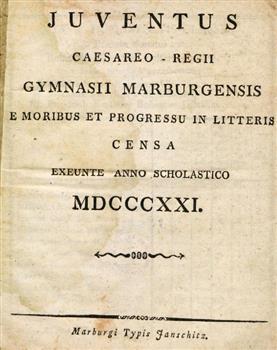 JUVENTUS
CAESAREO - REGII
GYMNASII MARBURGENSIS
E MORIBUS ET PROGRESSU IN LITTERIS
CENSA
EXEUNTE ANNO SCHOLASTICO
MDCCCXXI.
Marburgi Typis Janschitz.